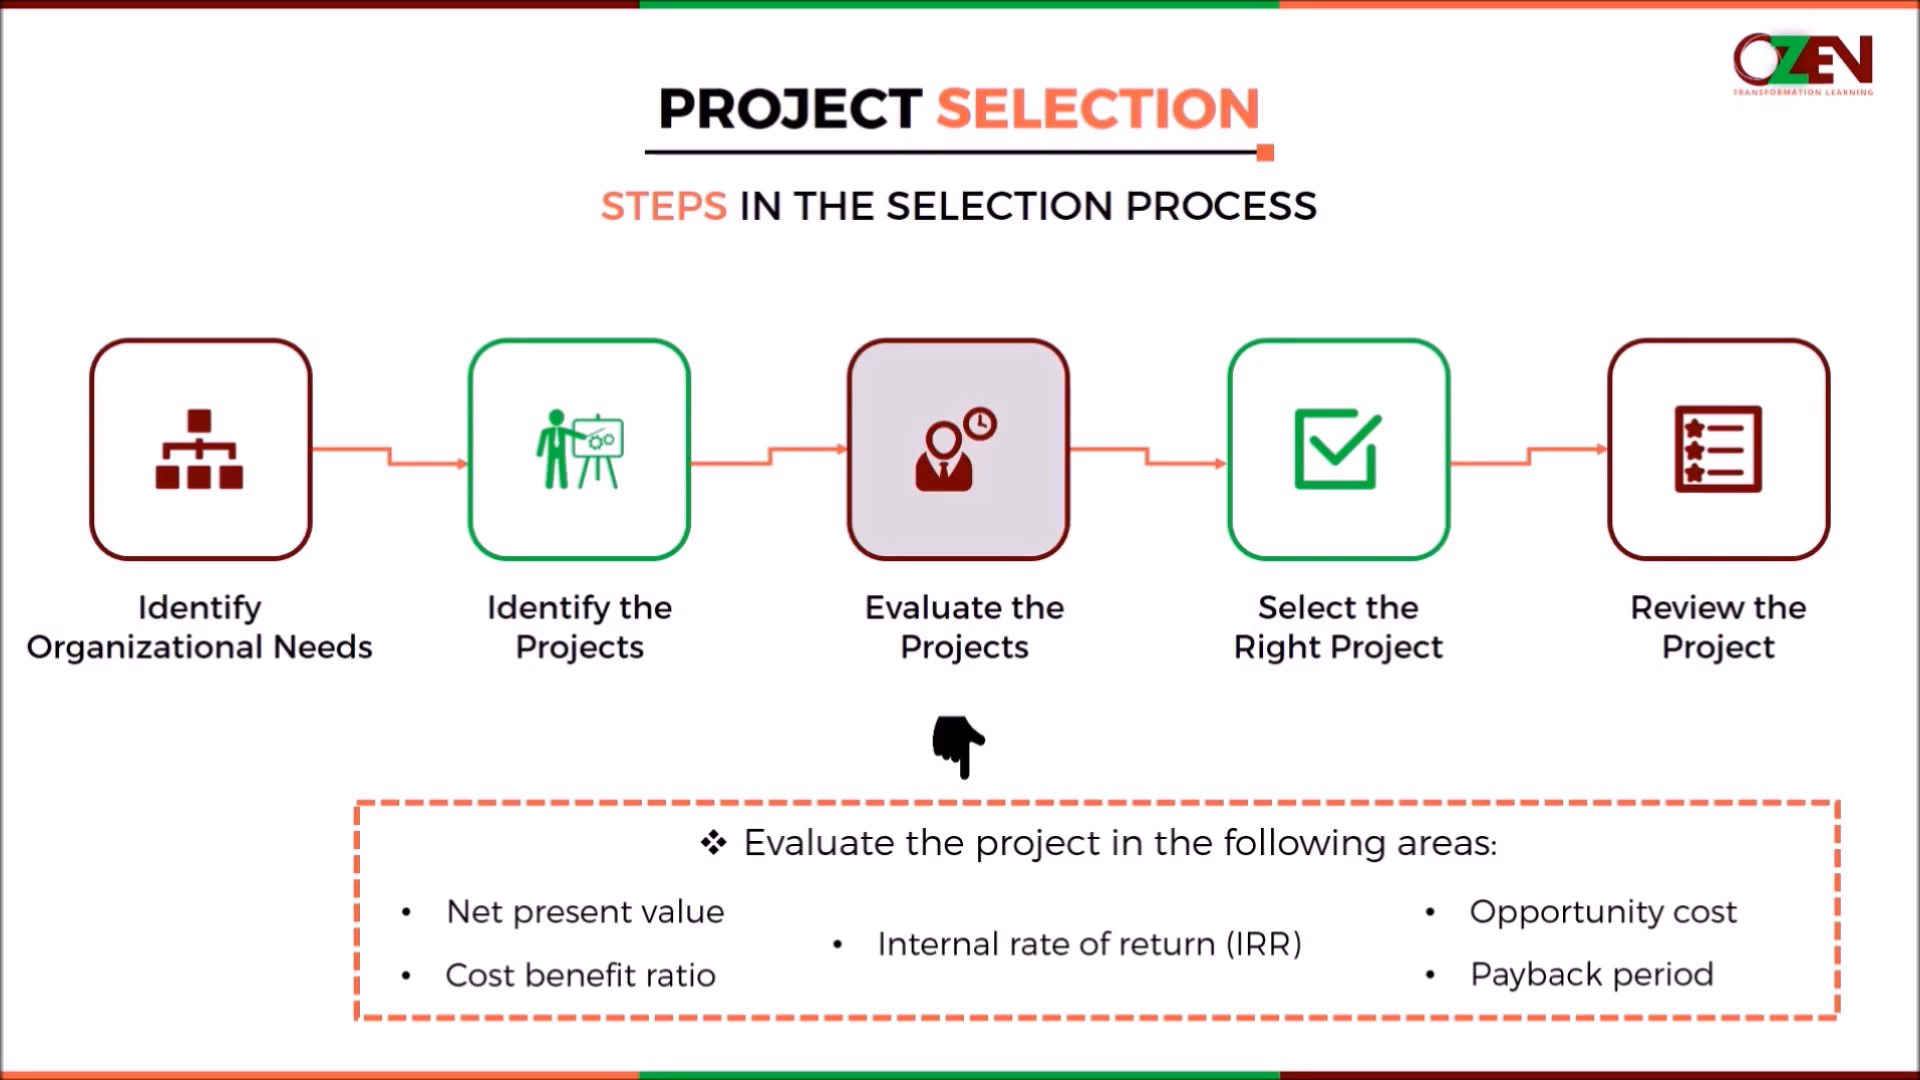 OZEN
TRANSFORMATION LEARNING
PROJECT SELECTION
STEPS IN THE SELECTION PROCESS
Identify
Organizational Needs
Identify the
Projects
Evaluate the
Projects
Select the
Right Project
Review the
Project
❖ Evaluate the project in the following areas:
• Net present value
• Cost benefit ratio
• Internal rate of return (IRR)
• Opportunity cost
• Payback period